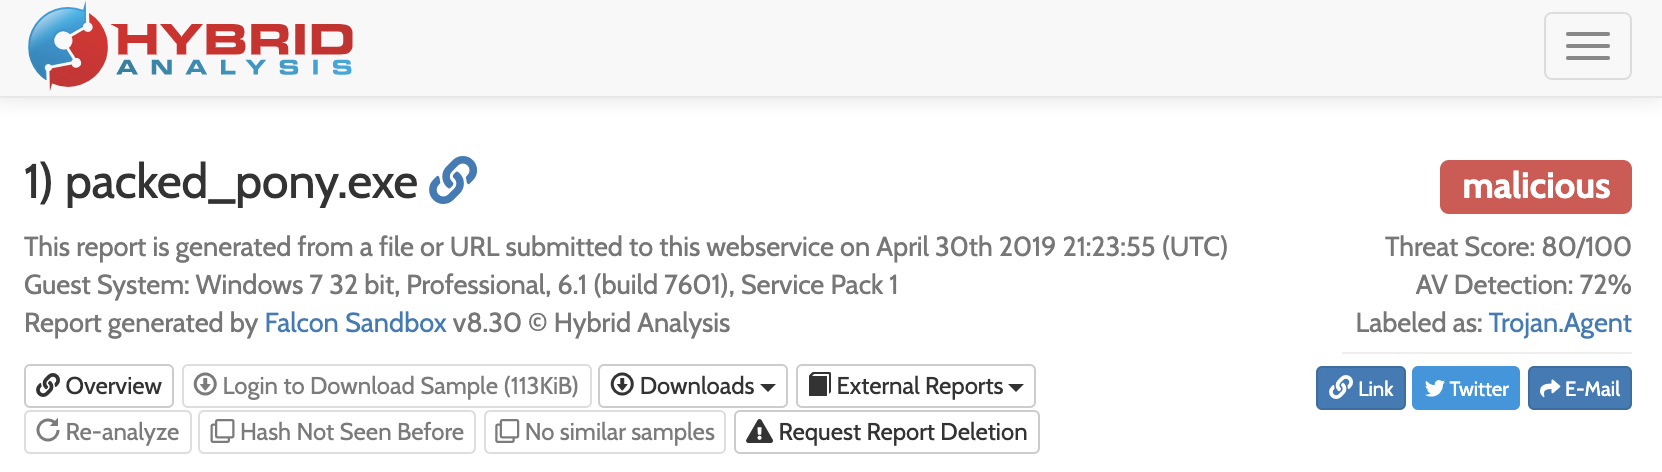 HYBRID
ANALYSIS
1) packed_pony.exe
malicious
This report is generated from a file or URL submitted to this webservice on April 30th 2019 21:23:55 (UTC)
Threat Score: 80/100
Guest System: Windows 7 32 bit, Professional, 6.1 (build 7601), Service Pack 1
AV Detection: 72%
Report generated by Falcon Sandbox v8.30 © Hybrid Analysis
Labeled as: Trojan.Agent
Overview Login to Download Sample (113KiB) Downloads External Reports
Link Twitter E-Mail
Re-analyze Hash Not Seen Before No similar samples Request Report Deletion